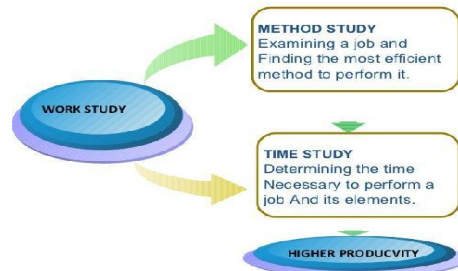 METHOD STUDY
Examining a job and
Finding the most efficient
method to perform it.
WORK STUDY
TIME STUDY
Determining the time
Necessary to perform a
job And its elements.
HIGHER PRODUCVITY